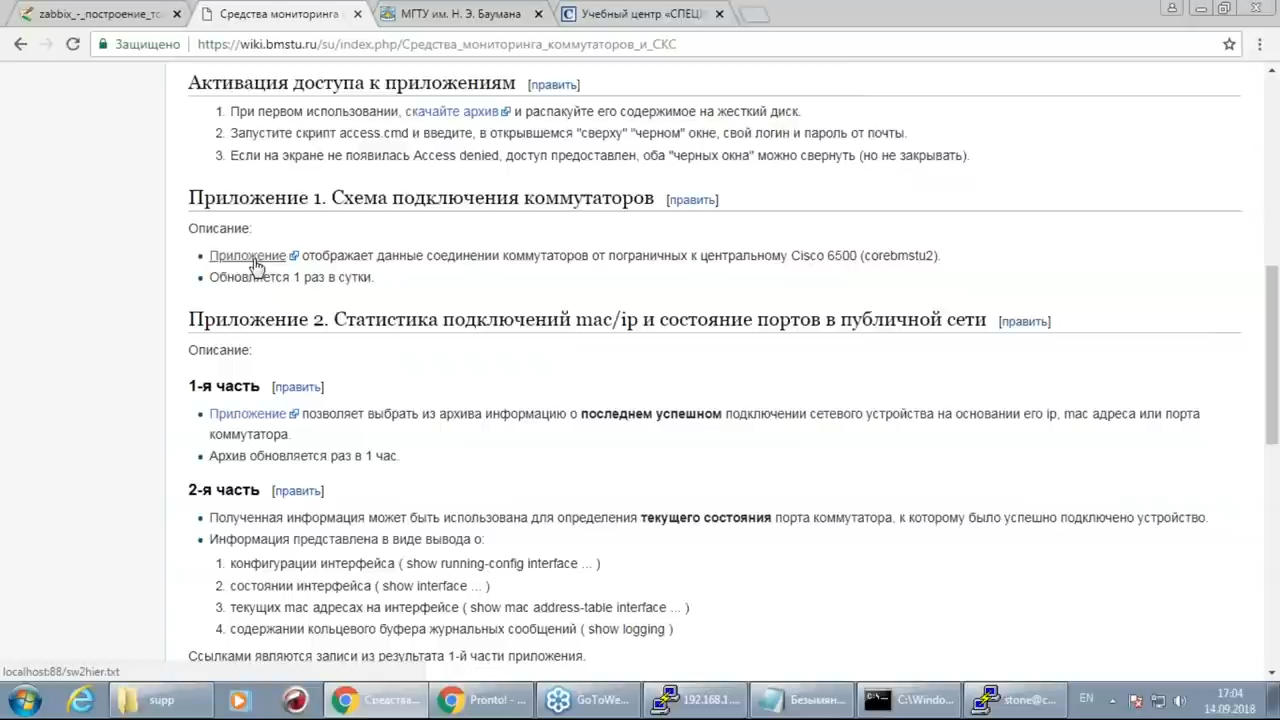 zabbix_-_построение_то
Средства мониторинга
МГТУ им. Н. Э. Баумана
Учебный центр «СПЕЦ
Защищено
https://wiki.bmstu.ru/su/index.php/Средства_мониторинга_коммутаторов_и_СКС
Активация доступа к приложениям [править]
1. При первом использовании, скачайте архив и распакуйте его содержимое на жесткий диск.
2. Запустите скрипт access.cmd и введите, в открывшемся "сверху" "черном" окне, свой логин и пароль от почты.
3. Если на экране не появилась Access denied, доступ предоставлен, оба "черных окна" можно свернуть (но не закрывать).
Приложение 1. Схема подключения коммутаторов [править]
Описание:
Приложение отображает данные соединении коммутаторов от пограничных к центральному Cisco 6500 (corebmstu2).
Обновляется 1 раз в сутки.
Приложение 2. Статистика подключений mac/ip и состояние портов в публичной сети [править]
Описание:
1-я часть [править]
Приложение позволяет выбрать из архива информацию о последнем успешном подключении сетевого устройства на основании его ip, mac адреса или порта
коммутатора.
Архив обновляется раз в 1 час.
2-я часть [править]
Полученная информация может быть использована для определения текущего состояния порта коммутатора, к которому было успешно подключено устройство.
Информация представлена в виде вывода о:
1. конфигурации интерфейса ( show running-config interface ... )
2. состоянии интерфейса ( show interface ... )
3. текущих mac адресах на интерфейсе ( show mac address-table interface ... )
4. содержании кольцевого буфера журнальных сообщений ( show logging )
Ссылками являются записи из результата 1-й части приложения.
localhost:88/sw2hier.txt
supp
Средства...
Pronto! - ...
GoToWe...
192.168.1...
Безымян...
C:\Windo...
stone@c...
EN
17:04
14.09.2018